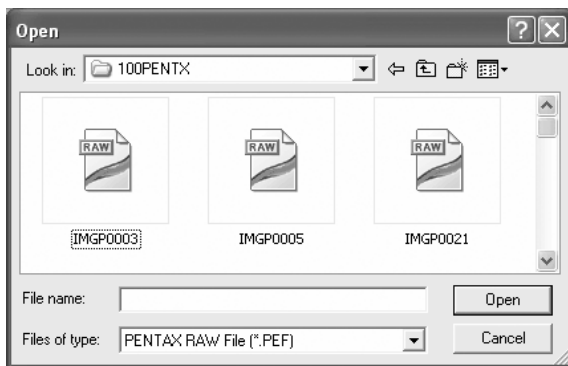 Open
Look in: 100PENTX
RAW RAW RAW
IMGP0003 IMGP0005 IMGP0021
File name: Open
Files of type: PENTAX RAW File (*.PEF) Cancel